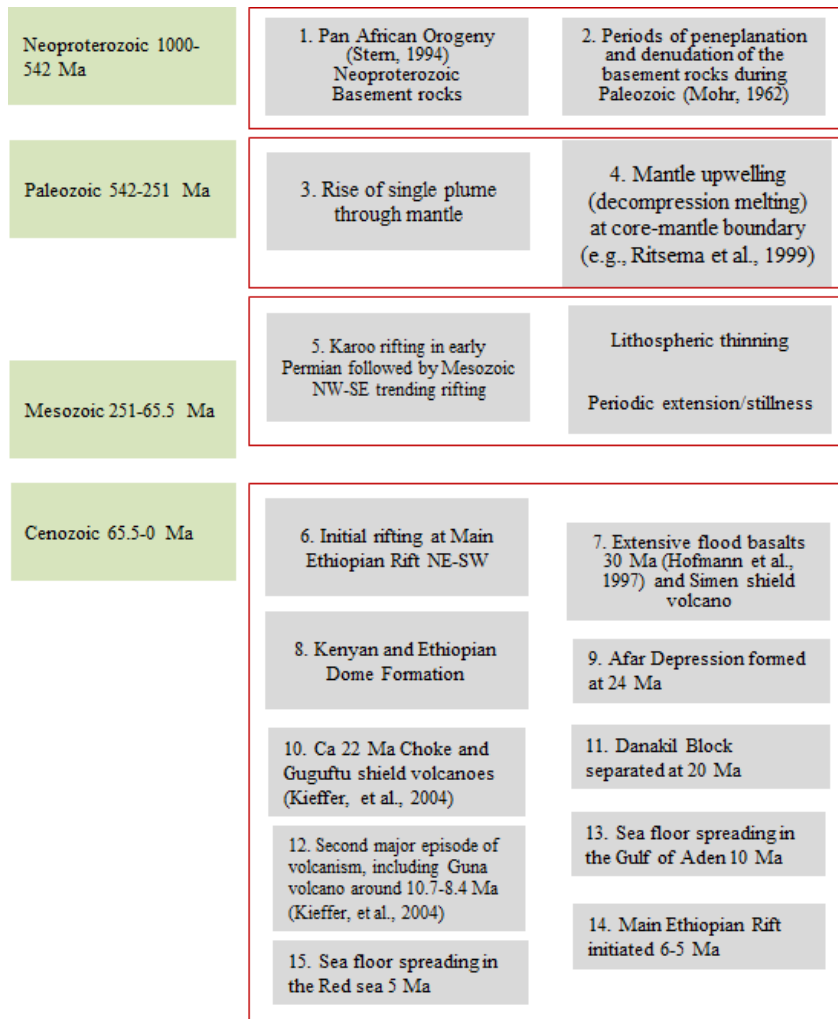 Neoproterozoic 1000-
542 Ma
1. Pan African Orogeny
(Stern, 1994)
Neoproterozoic
Basement rocks
2. Periods of peneplanation
and denudation of the
basement rocks during
Paleozoic (Mohr, 1962)
Paleozoic 542-251 Ma
3. Rise of single plume
through mantle
4. Mantle upwelling
(decompression melting)
at core-mantle boundary
(e.g., Ritsema et al., 1999)
Mesozoic 251-65.5 Ma
5. Karoo rifting in early
Permian followed by Mesozoic
NW-SE trending rifting
Lithospheric thinning
Periodic extension/stillness
Cenozoic 65.5-0 Ma
6. Initial rifting at Main
Ethiopian Rift NE-SW
7. Extensive flood basalts
30 Ma (Hofmann et al.,
1997) and Simen shield
volcano
8. Kenyan and Ethiopian
Dome Formation
9. Afar Depression formed
at 24 Ma
10. Ca 22 Ma Choke and
Guguftu shield volcanoes
(Kieffer, et al., 2004)
11. Danakil Block
separated at 20 Ma
12. Second major episode of
volcanism, including Guna
volcano around 10.7-8.4 Ma
(Kieffer, et al., 2004)
13. Sea floor spreading in
the Gulf of Aden 10 Ma
14. Main Ethiopian Rift
initiated 6-5 Ma
15. Sea floor spreading in
the Red sea 5 Ma